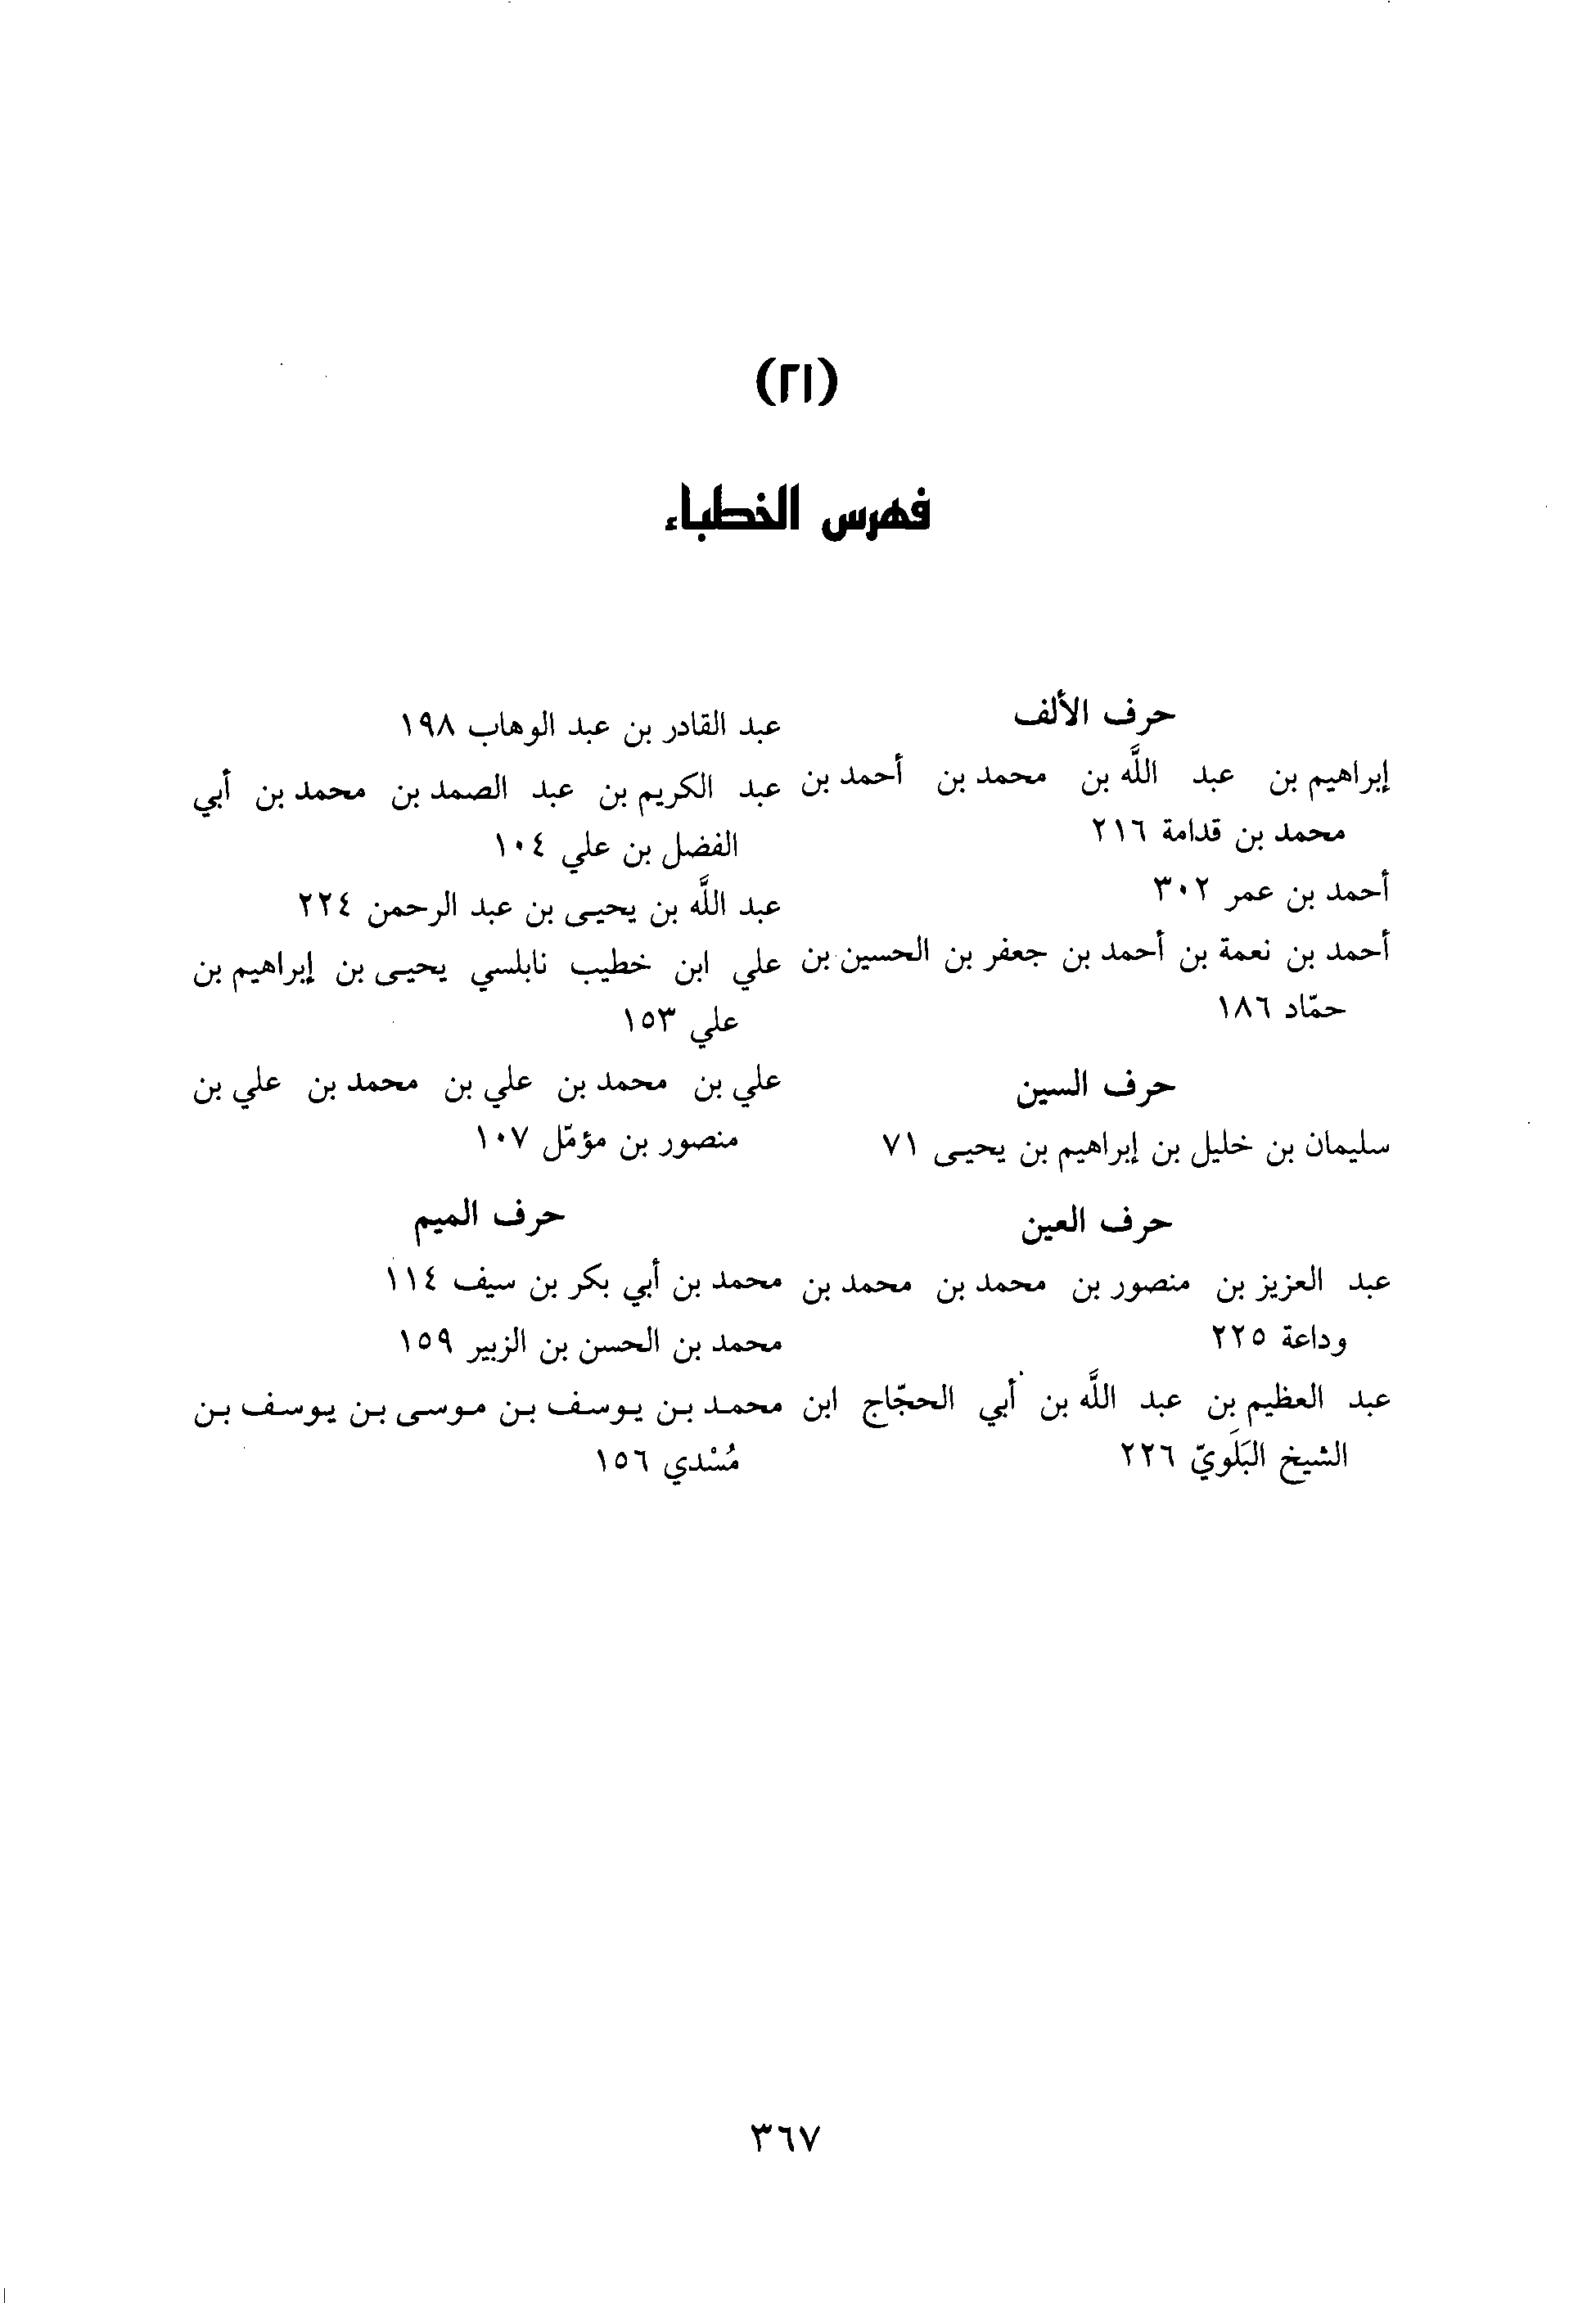 (٢١)
فهرس الخطباء
حرف الألف
إبراهيم بن عبد اللَّه بن محمد بن أحمد بن
محمد بن قدامة ٢١٦
أحمد بن عمر ٣٠٢
أحمد بن نعمة بن أحمد بن جعفر بن الحسين بن
حمّاد ١٨٦
حرف السين
سليمان بن خليل بن إبراهيم بن يحيى ٧١
حرف العين
عبد العزيز بن منصور بن محمد بن محمد بن
وداعة ٢٢٥
عبد العظيم بن عبد اللَّه بن أبي الحجّاج ابن
الشيخ البَلَويّ ٢٢٦
عبد القادر بن عبد الوهاب ١٩٨
عبد الكريم بن عبد الصمد بن محمد بن أبي
الفضل بن علي ١٠٤
عبد اللَّه بن يحيى بن عبد الرحمن ٢٢٤
علي ابن خطيب نابلسي يحيى بن إبراهيم بن
علي ١٥٣
علي بن محمد بن علي بن محمد بن علي بن
منصور بن مؤمّل ١٠٧
حرف الميم
محمد بن أبي بكر بن سيف ١١٤
محمد بن الحسن بن الزبير ١٥٩
محمد بن يوسف بن موسى بن يوسف بن
مُسْدي ١٥٦
٣٦٧